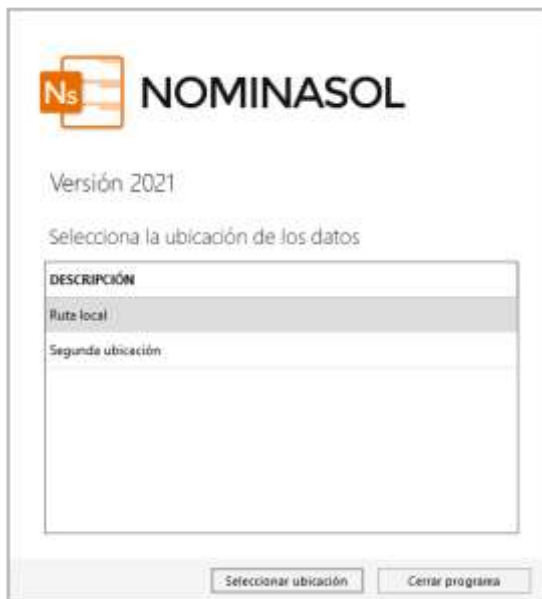 Ns NOMINASOL
Versión 2021
Selecciona la ubicación de los datos
DESCRIPCIÓN
Ruta local
Segunda ubicación
Seleccionar ubicación Cerrar programa